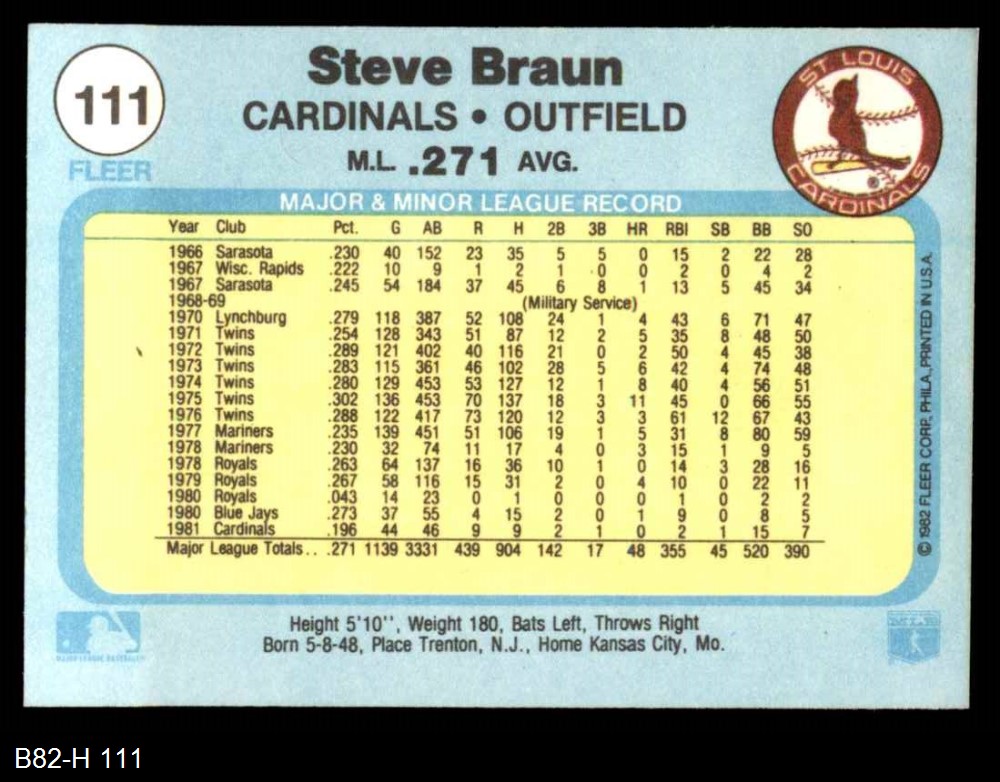 111
FLEER
Steve Braun
CARDINALS • OUTFIELD
M.L. .271 AVG.
ST LOUIS
CARDINALS
®
MAJOR & MINOR LEAGUE RECORD
Year Club Pct. G AB R H 2B 3B HR RBI SB BB SO
1966 Sarasota .230 40 152 23 35 5 5 0 15 2 22 28
1967 Wisc. Rapids .222 10 9 1 2 1 0 0 2 0 4 2
1967 Sarasota .245 54 184 37 45 6 8 1 13 5 45 34
1968-69 (Military Service)
1970 Lynchburg .279 118 387 52 108 24 1 4 43 6 71 47
1971 Twins .254 128 343 51 87 12 2 5 35 8 48 50
1972 Twins .289 121 402 40 116 21 0 2 50 4 45 38
1973 Twins .283 115 361 46 102 28 5 6 42 4 74 48
1974 Twins .280 129 453 53 127 12 1 8 40 4 56 51
1975 Twins .302 136 453 70 137 18 3 11 45 0 66 55
1976 Twins .288 122 417 73 120 12 3 3 61 12 67 43
1977 Mariners .235 139 451 51 106 19 1 5 31 8 80 59
1978 Mariners .230 32 74 11 17 4 0 3 15 1 9 5
1978 Royals .263 64 137 16 36 10 1 0 14 3 28 16
1979 Royals .267 58 116 15 31 2 0 4 10 0 22 11
1980 Royals .043 14 23 0 1 0 0 0 1 0 2 2
1980 Blue Jays .273 37 55 4 15 2 0 1 9 0 8 5
1981 Cardinals .196 44 46 9 9 2 1 0 2 1 15 7
Major League Totals... .271 1139 3331 439 904 142 17 48 355 45 520 390
© 1982 FLEER CORP. PHILA. PRINTED IN U.S.A.
Height 5'10'', Weight 180, Bats Left, Throws Right
Born 5-8-48, Place Trenton, N.J., Home Kansas City, Mo.
MAJOR LEAGUE BASEBALL
B82-H 111